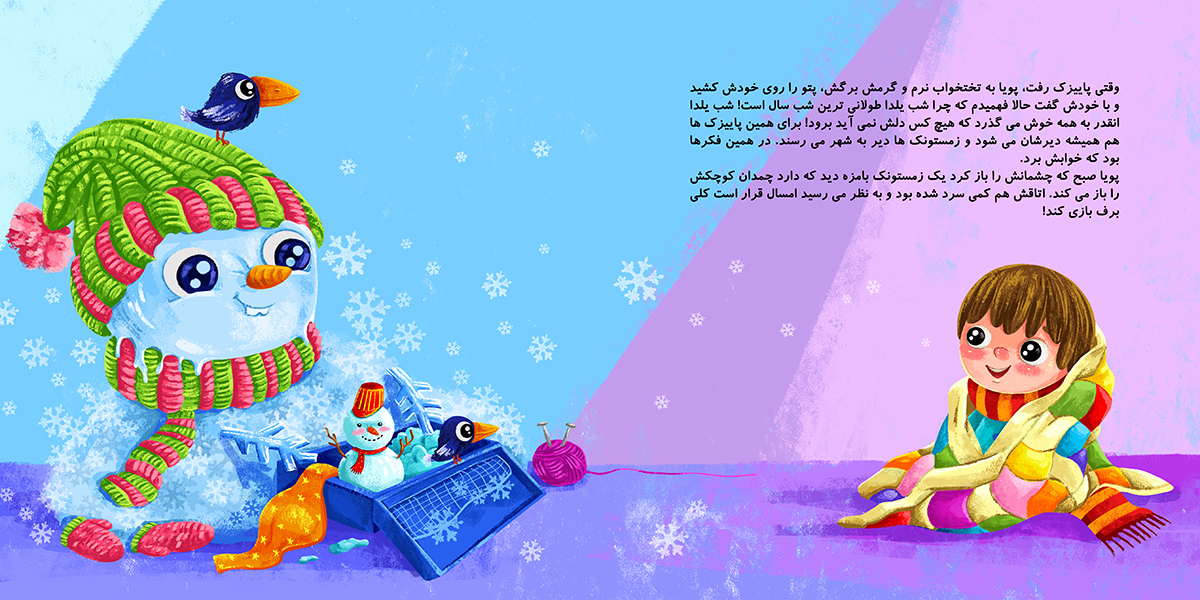 وقتی پاییزک رفت، پویا به تختخواب نرم و گرمش برگش، پتو را روی خودش کشید
و با خودش گفت حالا فهمیدم که چرا شب یلدا طولانی ترین شب سال است! شب یلدا
انقدر به همه خوش می گذرد که هیچ کس دلش نمی آید برود! برای همین پاییزک ها
هم همیشه دیرشان می شود و زمستونک ها دیر به شهر می رسند. در همین فکرها
بود که خوابش برد.
پویا صبح که چشمانش را باز کرد یک زمستونک بامزه دید که دارد چمدان کوچکش
را باز می کند. اتاقش هم کمی سرد شده بود و به نظر می رسید امسال قرار است کلی
برف بازی کند!